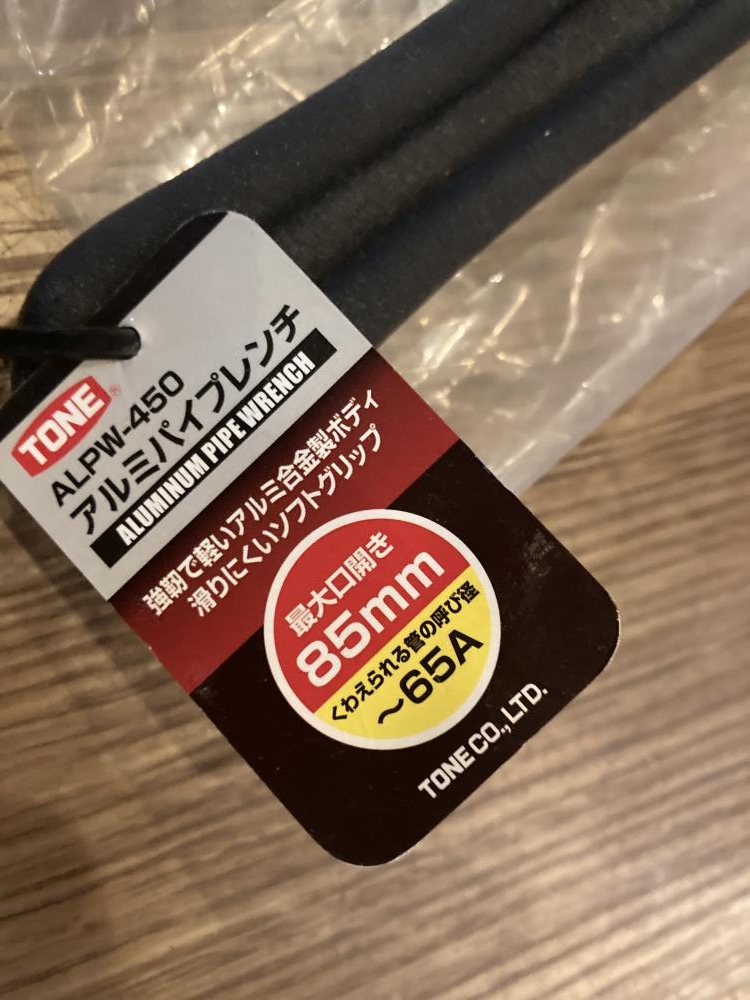 TONE®
ALPW-450
アルミパイプレンチ
ALUMINUM PIPE WRENCH
強靭で軽いアルミ合金製ボディ
滑りにくいソフトグリップ
最大口開き
85mm
くわえられる管の呼び径
～65A
TONE CO., LTD.